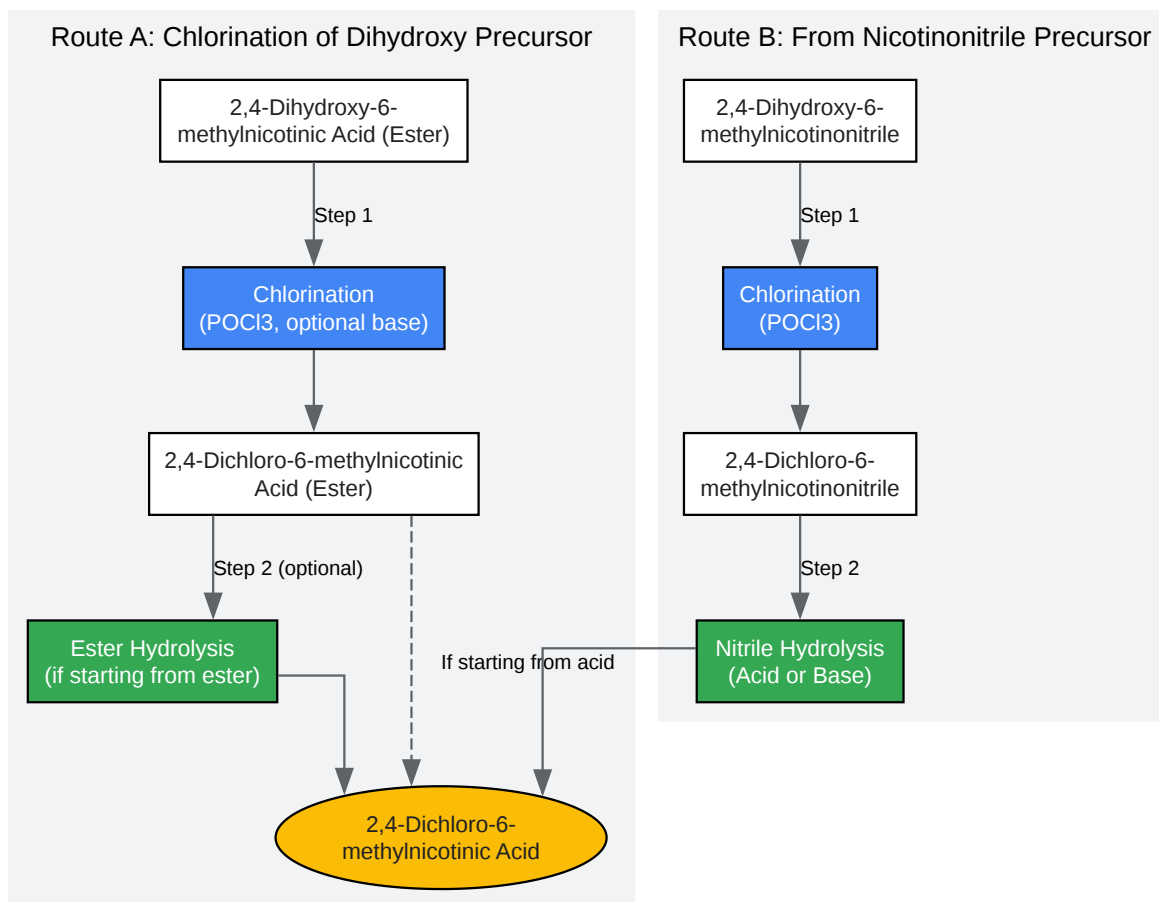 Route A: Chlorination of Dihydroxy Precursor
2,4-Dihydroxy-6-
methylnicotinic Acid (Ester)
Step 1
Chlorination
(POCl3, optional base)
2,4-Dichloro-6-methylnicotinic
Acid (Ester)
Step 2 (optional)
Ester Hydrolysis
(if starting from ester)
If starting from acid
2,4-Dichloro-6-
methylnicotinic Acid
Route B: From Nicotinonitrile Precursor
2,4-Dihydroxy-6-
methylnicotinonitrile
Step 1
Chlorination
(POCl3)
2,4-Dichloro-6-
methylnicotinonitrile
Step 2
Nitrile Hydrolysis
(Acid or Base)